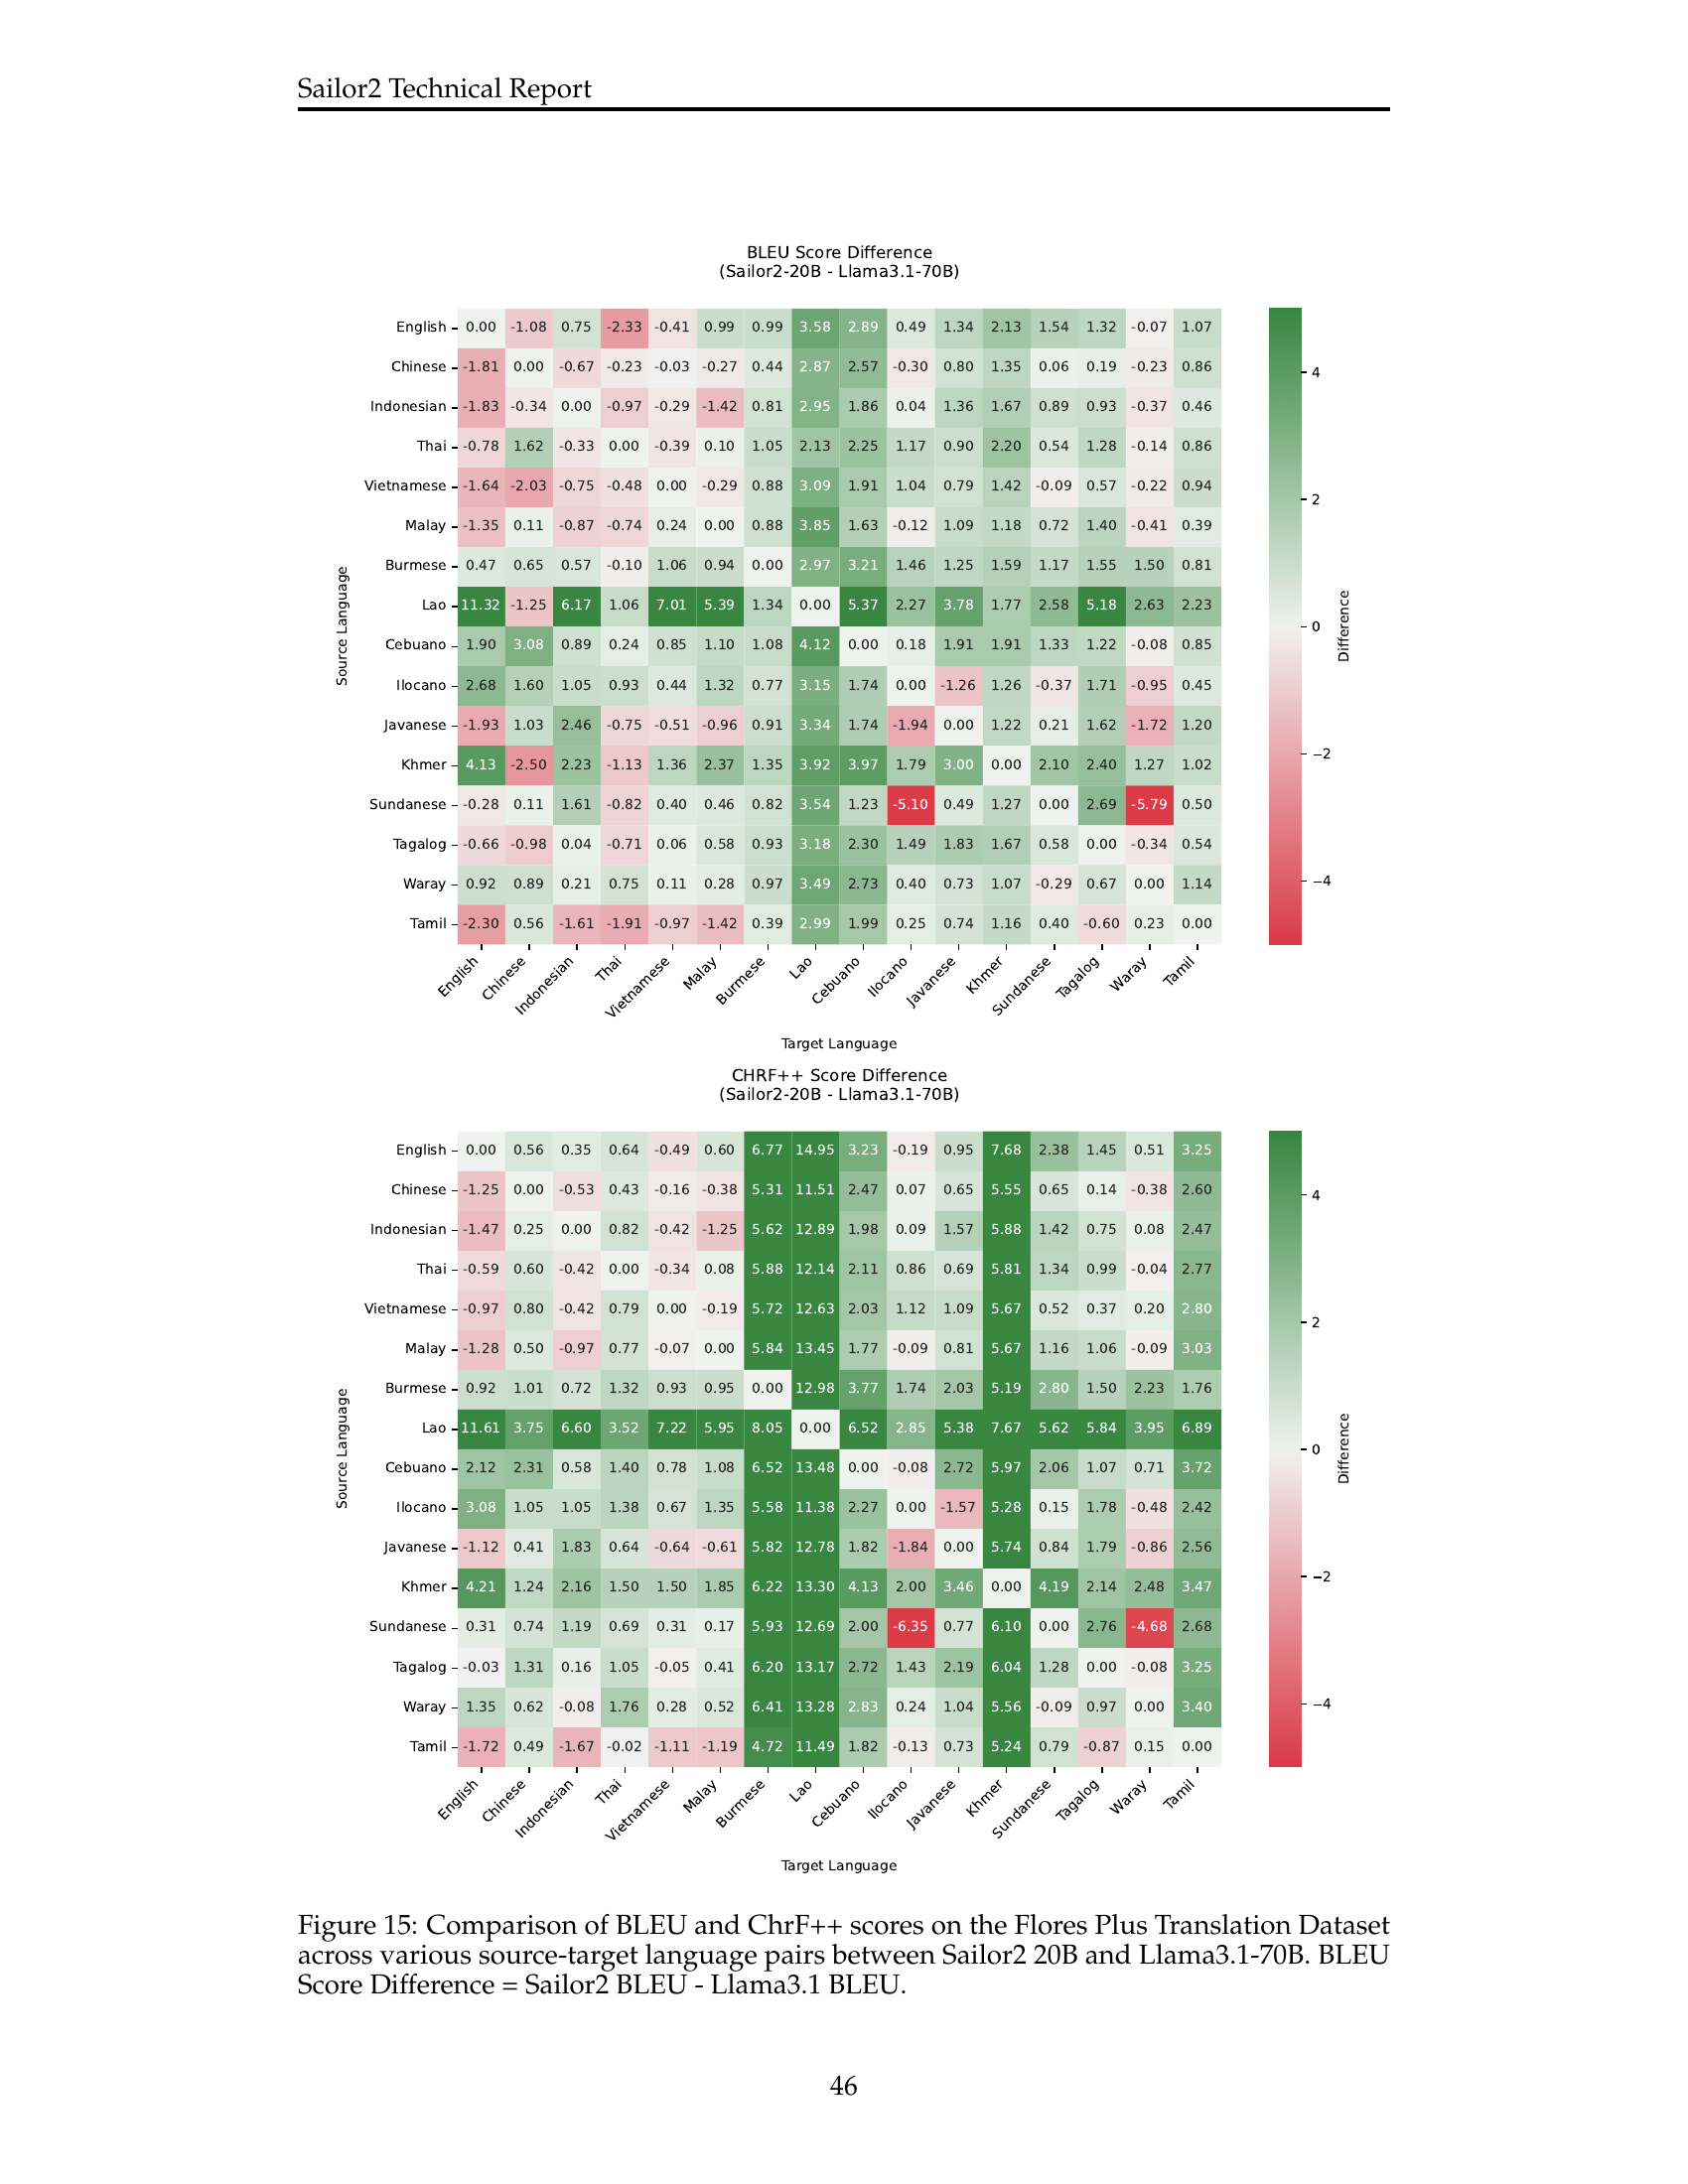 Sailor2 Technical Report
BLEU Score Difference
(Sailor2-20B - Llama3.1-70B)
English 0.00 -1.08 0.75 -2.33 -0.41 0.99 0.99 3.58 2.89 0.49 1.34 2.13 1.54 1.32 -0.07 1.07
Chinese -1.81 0.00 -0.67 -0.23 -0.03 -0.27 0.44 2.87 2.57 -0.30 0.80 1.35 0.06 0.19 -0.23 0.86
Indonesian -1.83 -0.34 0.00 -0.97 -0.29 -1.42 0.81 2.95 1.86 0.04 1.36 1.67 0.89 0.93 -0.37 0.46
Thai -0.78 1.62 -0.33 0.00 -0.39 0.10 1.05 2.13 2.25 1.17 0.90 2.20 0.54 1.28 -0.14 0.86
Vietnamese -1.64 -2.03 -0.75 -0.48 0.00 -0.29 0.88 3.09 1.91 1.04 0.79 1.42 -0.09 0.57 -0.22 0.94
Malay -1.35 0.11 -0.87 -0.74 0.24 0.00 0.88 3.85 1.63 -0.12 1.09 1.18 0.72 1.40 -0.41 0.39
Burmese 0.47 0.65 0.57 -0.10 1.06 0.94 0.00 2.97 3.21 1.46 1.25 1.59 1.17 1.55 1.50 0.81
Lao 11.32 -1.25 6.17 1.06 7.01 5.39 1.34 0.00 5.37 2.27 3.78 1.77 2.58 5.18 2.63 2.23
Cebuano 1.90 3.08 0.89 0.24 0.85 1.10 1.08 4.12 0.00 0.18 1.91 1.91 1.33 1.22 -0.08 0.85
Ilocano 2.68 1.60 1.05 0.93 0.44 1.32 0.77 3.15 1.74 0.00 -1.26 1.26 -0.37 1.71 -0.95 0.45
Javanese -1.93 1.03 2.46 -0.75 -0.51 -0.96 0.91 3.34 1.74 -1.94 0.00 1.22 0.21 1.62 -1.72 1.20
Khmer 4.13 -2.50 2.23 -1.13 1.36 2.37 1.35 3.92 3.97 1.79 3.00 0.00 2.10 2.40 1.27 1.02
Sundanese -0.28 0.11 1.61 -0.82 0.40 0.46 0.82 3.54 1.23 -5.10 0.49 1.27 0.00 2.69 -5.79 0.50
Tagalog -0.66 -0.98 0.04 -0.71 0.06 0.58 0.93 3.18 2.30 1.49 1.83 1.67 0.58 0.00 -0.34 0.54
Waray 0.92 0.89 0.21 0.75 0.11 0.28 0.97 3.49 2.73 0.40 0.73 1.07 -0.29 0.67 0.00 1.14
Tamil -2.30 0.56 -1.61 -1.91 -0.97 -1.42 0.39 2.99 1.99 0.25 0.74 1.16 0.40 -0.60 0.23 0.00
English Chinese Indonesian Thai Vietnamese Malay Burmese Lao Cebuano Ilocano Javanese Khmer Sundanese Tagalog Waray Tamil
Source Language
Target Language
4
2
0
−2
−4
Difference
CHRF++ Score Difference
(Sailor2-20B - Llama3.1-70B)
English 0.00 0.56 0.35 0.64 -0.49 0.60 6.77 14.95 3.23 -0.19 0.95 7.68 2.38 1.45 0.51 3.25
Chinese -1.25 0.00 -0.53 0.43 -0.16 -0.38 5.31 11.51 2.47 0.07 0.65 5.55 0.65 0.14 -0.38 2.60
Indonesian -1.47 0.25 0.00 0.82 -0.42 -1.25 5.62 12.89 1.98 0.09 1.57 5.88 1.42 0.75 0.08 2.47
Thai -0.59 0.60 -0.42 0.00 -0.34 0.08 5.88 12.14 2.11 0.86 0.69 5.81 1.34 0.99 -0.04 2.77
Vietnamese -0.97 0.80 -0.42 0.79 0.00 -0.19 5.72 12.63 2.03 1.12 1.09 5.67 0.52 0.37 0.20 2.80
Malay -1.28 0.50 -0.97 0.77 -0.07 0.00 5.84 13.45 1.77 -0.09 0.81 5.67 1.16 1.06 -0.09 3.03
Burmese 0.92 1.01 0.72 1.32 0.93 0.95 0.00 12.98 3.77 1.74 2.03 5.19 2.80 1.50 2.23 1.76
Lao 11.61 3.75 6.60 3.52 7.22 5.95 8.05 0.00 6.52 2.85 5.38 7.67 5.62 5.84 3.95 6.89
Cebuano 2.12 2.31 0.58 1.40 0.78 1.08 6.52 13.48 0.00 -0.08 2.72 5.97 2.06 1.07 0.71 3.72
Ilocano 3.08 1.05 1.05 1.38 0.67 1.35 5.58 11.38 2.27 0.00 -1.57 5.28 0.15 1.78 -0.48 2.42
Javanese -1.12 0.41 1.83 0.64 -0.64 -0.61 5.82 12.78 1.82 -1.84 0.00 5.74 0.84 1.79 -0.86 2.56
Khmer 4.21 1.24 2.16 1.50 1.50 1.85 6.22 13.30 4.13 2.00 3.46 0.00 4.19 2.14 2.48 3.47
Sundanese 0.31 0.74 1.19 0.69 0.31 0.17 5.93 12.69 2.00 -6.35 0.77 6.10 0.00 2.76 -4.68 2.68
Tagalog -0.03 1.31 0.16 1.05 -0.05 0.41 6.20 13.17 2.72 1.43 2.19 6.04 1.28 0.00 -0.08 3.25
Waray 1.35 0.62 -0.08 1.76 0.28 0.52 6.41 13.28 2.83 0.24 1.04 5.56 -0.09 0.97 0.00 3.40
Tamil -1.72 0.49 -1.67 -0.02 -1.11 -1.19 4.72 11.49 1.82 -0.13 0.73 5.24 0.79 -0.87 0.15 0.00
English Chinese Indonesian Thai Vietnamese Malay Burmese Lao Cebuano Ilocano Javanese Khmer Sundanese Tagalog Waray Tamil
Source Language
Target Language
4
2
0
−2
−4
Difference
Figure 15: Comparison of BLEU and ChrF++ scores on the Flores Plus Translation Dataset
across various source-target language pairs between Sailor2 20B and Llama3.1-70B. BLEU
Score Difference = Sailor2 BLEU - Llama3.1 BLEU.
46